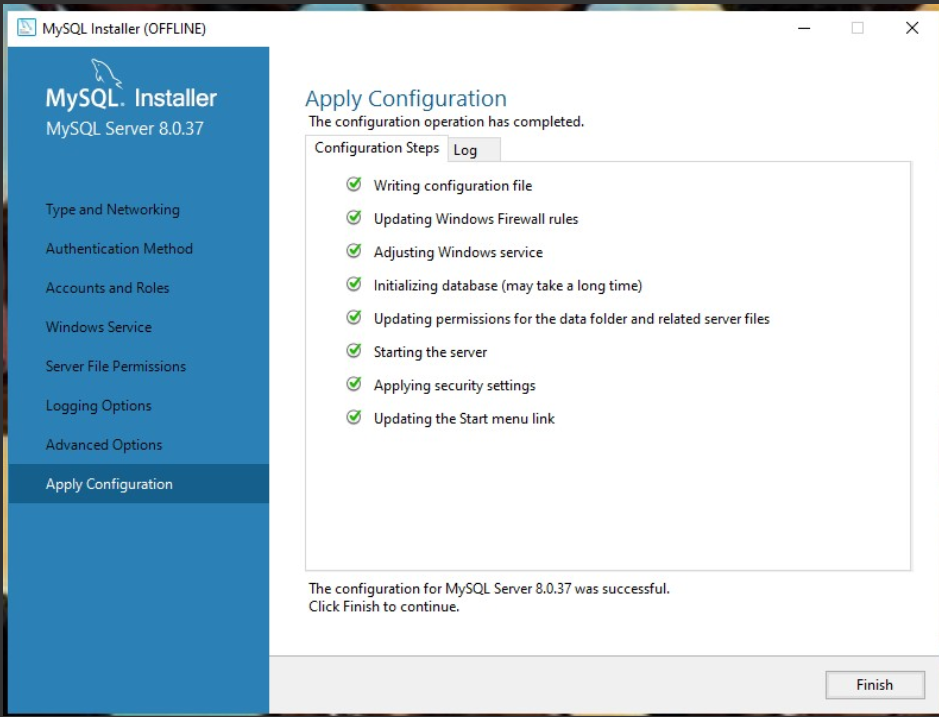 MySQL Installer (OFFLINE)
MySQL. Installer
MySQL Server 8.0.37
Type and Networking
Authentication Method
Accounts and Roles
Windows Service
Server File Permissions
Logging Options
Advanced Options
Apply Configuration
Apply Configuration
The configuration operation has completed.
Configuration Steps Log
Writing configuration file
Updating Windows Firewall rules
Adjusting Windows service
Initializing database (may take a long time)
Updating permissions for the data folder and related server files
Starting the server
Applying security settings
Updating the Start menu link
The configuration for MySQL Server 8.0.37 was successful.
Click Finish to continue.
Finish